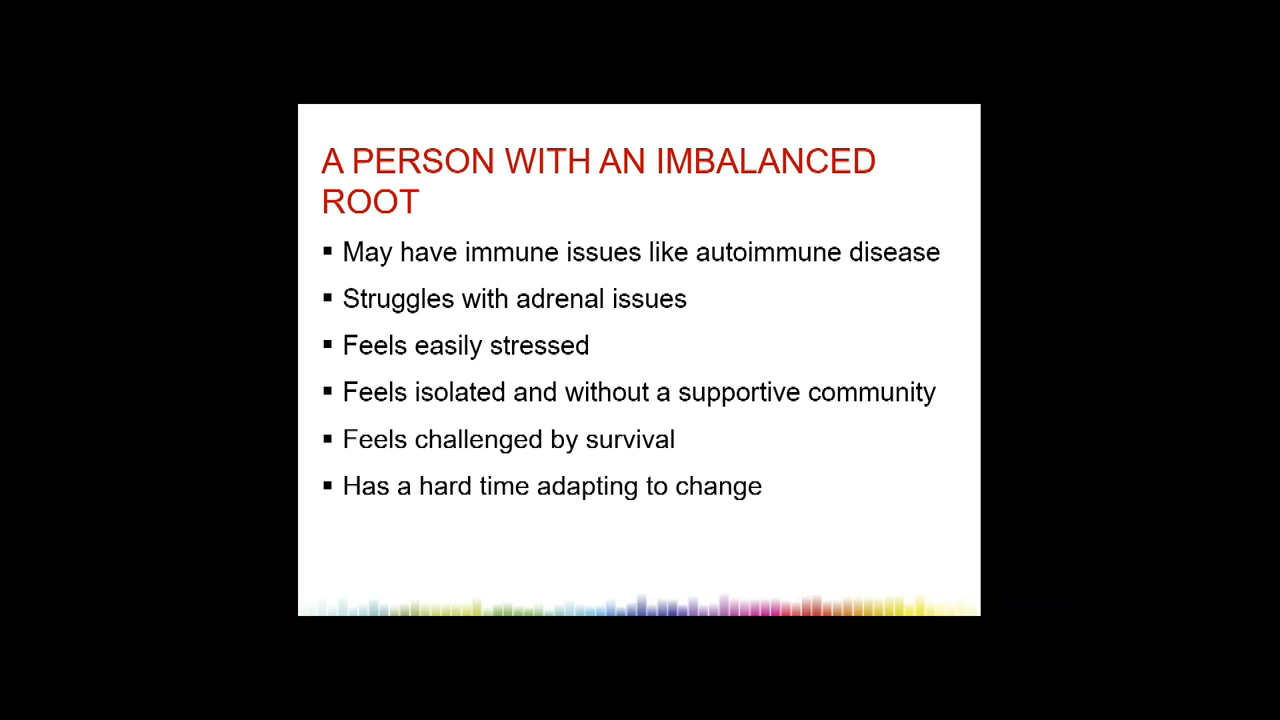 A PERSON WITH AN IMBALANCED
ROOT
▪ May have immune issues like autoimmune disease
▪ Struggles with adrenal issues
▪ Feels easily stressed
▪ Feels isolated and without a supportive community
▪ Feels challenged by survival
▪ Has a hard time adapting to change